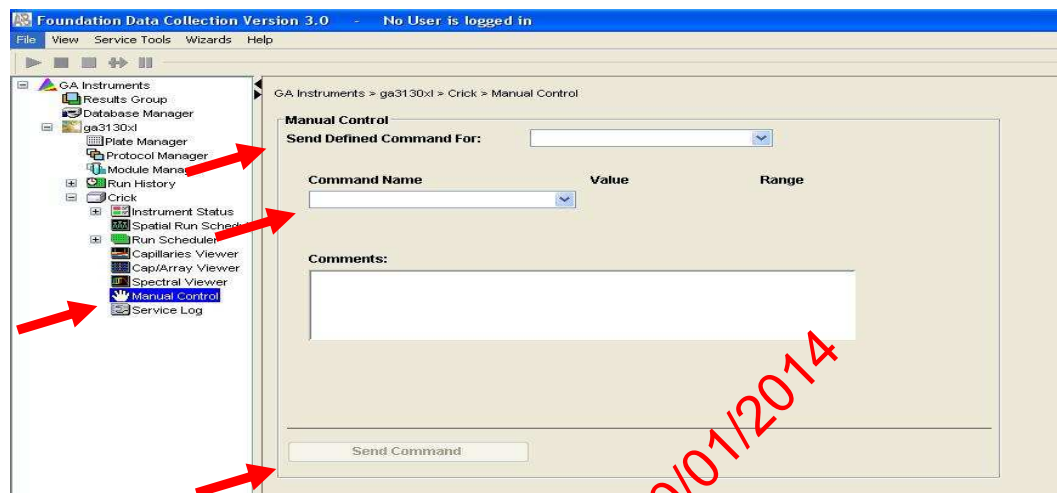 Foundation Data Collection Version 3.0 - No User is logged in
File View Service Tools Wizards Help
GA Instruments
Results Group
Database Manager
ga3130xl
Plate Manager
Protocol Manager
Module Mana
Run History
Crick
Instrument Status
Spatial Run Schedul
Run Scheduler
Capillaries Viewer
Cap/Array Viewer
Spectral Viewer
Manual Control
Service Log
GA Instruments > ga3130xl > Crick > Manual Control
Manual Control
Send Defined Command For:
Command Name Value Range
Comments:
Send Command
0/01/2014